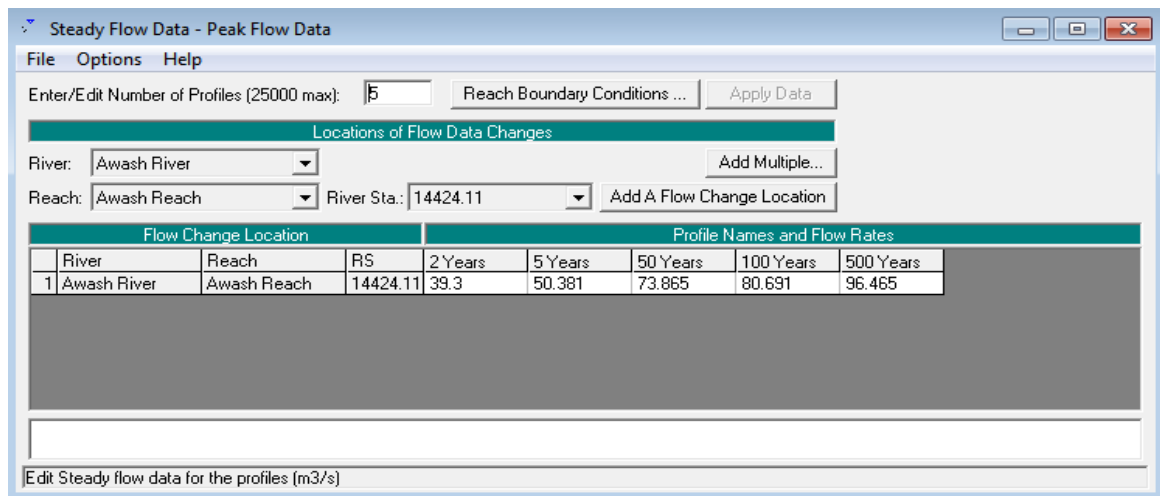 Steady Flow Data - Peak Flow Data
File Options Help
Enter/Edit Number of Profiles (25000 max): 5 Reach Boundary Conditions ... Apply Data
Locations of Flow Data Changes
River: Awash River Add Multiple...
Reach: Awash Reach River Sta.: 14424.11 Add A Flow Change Location
Flow Change Location Profile Names and Flow Rates
River Reach RS 2 Years 5 Years 50 Years 100 Years 500 Years
1 Awash River Awash Reach 14424.11 39.3 50.381 73.865 80.691 96.465
Edit Steady flow data for the profiles (m3/s)